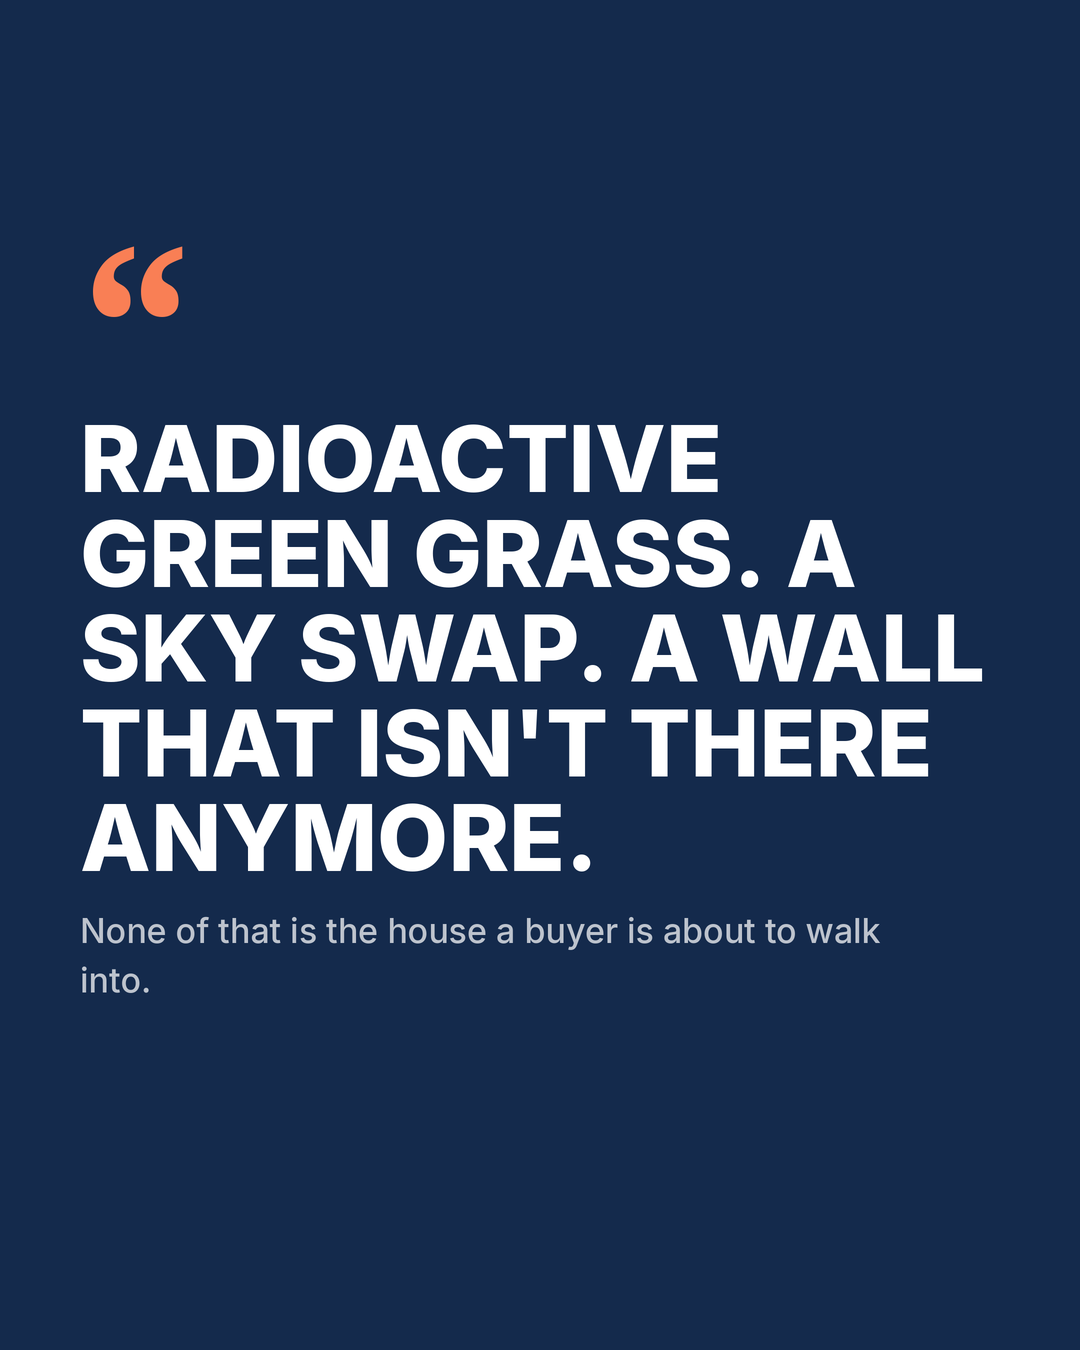 “
RADIOACTIVE
GREEN GRASS. A
SKY SWAP. A WALL
THAT ISN'T THERE
ANYMORE.
None of that is the house a buyer is about to walk
into.